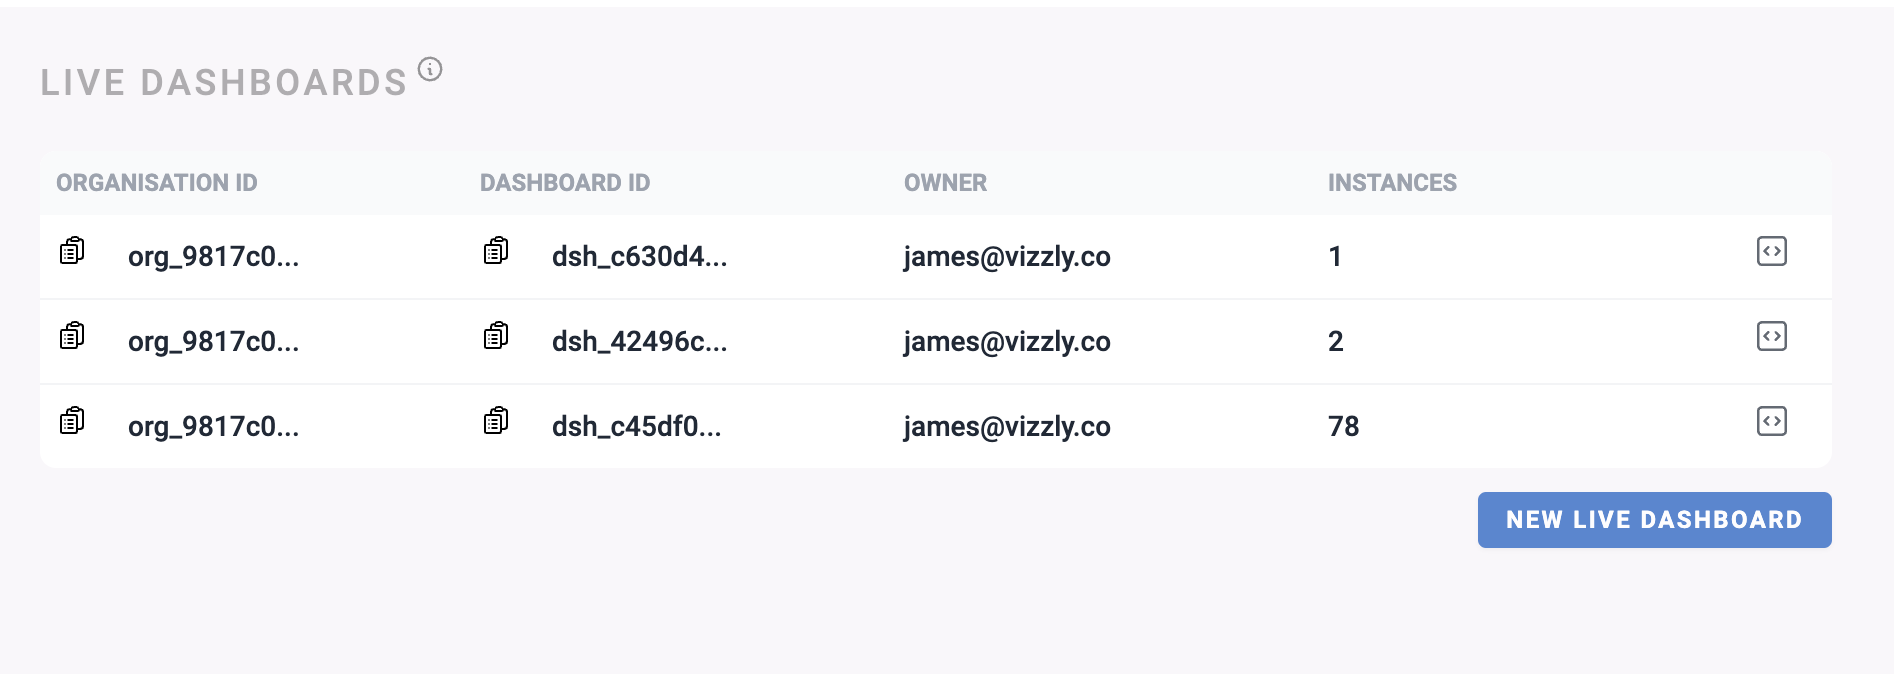 LIVE DASHBOARDS
ORGANISATION ID DASHBOARD ID OWNER INSTANCES
org_9817c0... dsh_c630d4... james@vizzly.co 1
org_9817c0... dsh_42496c... james@vizzly.co 2
org_9817c0... dsh_c45df0... james@vizzly.co 78
NEW LIVE DASHBOARD